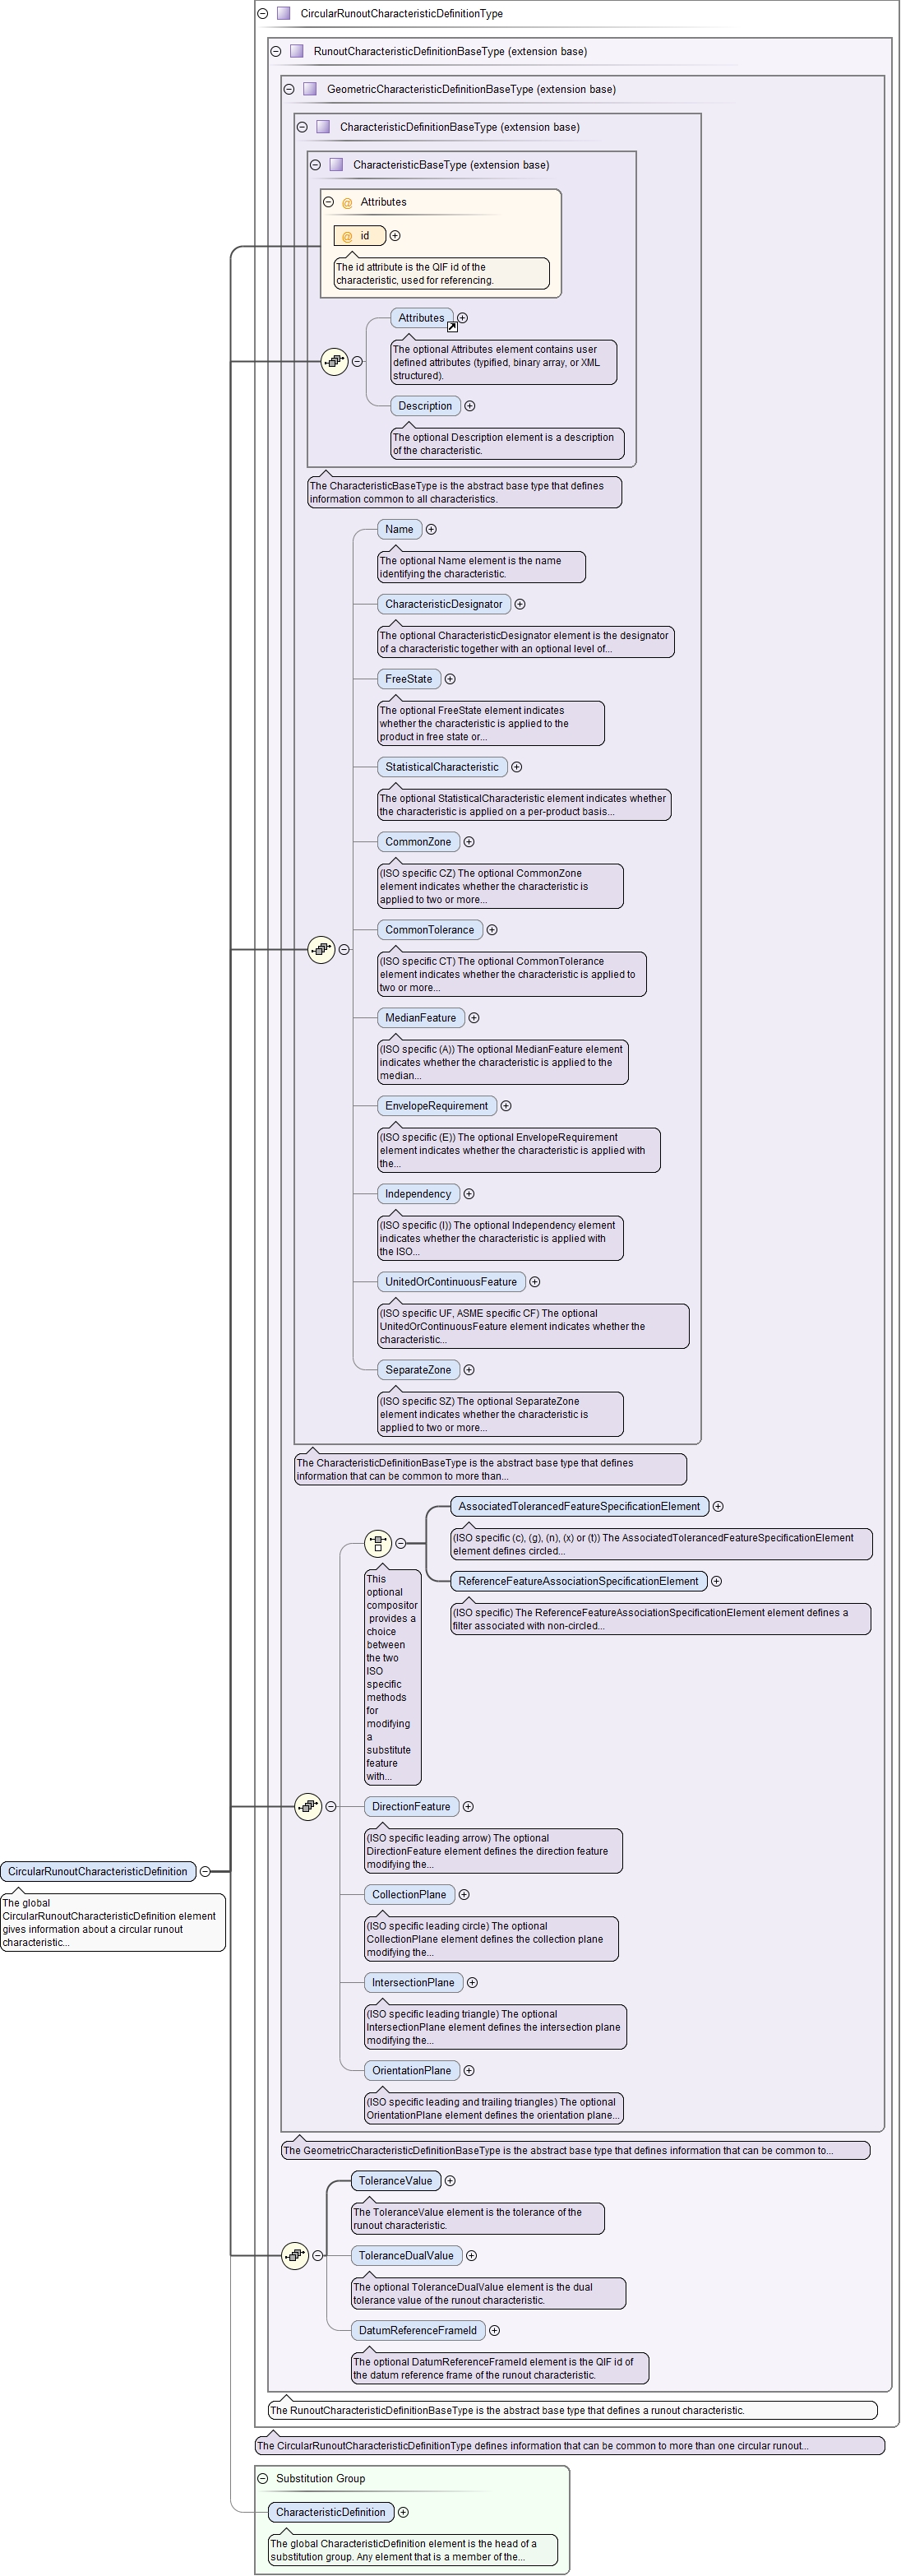 CircularRunoutCharacteristicDefinitionType
RunoutCharacteristicDefinitionBaseType (extension base)
GeometricCharacteristicDefinitionBaseType (extension base)
CharacteristicDefinitionBaseType (extension base)
CharacteristicBaseType (extension base)
@ Attributes
@ id
The id attribute is the QIF id of the
characteristic, used for referencing.
Attributes
The optional Attributes element contains user
defined attributes (typified, binary array, or XML
structured).
Description
The optional Description element is a description
of the characteristic.
The CharacteristicBaseType is the abstract base type that defines
information common to all characteristics.
Name
The optional Name element is the name
identifying the characteristic.
CharacteristicDesignator
The optional CharacteristicDesignator element is the designator
of a characteristic together with an optional level of...
FreeState
The optional FreeState element indicates
whether the characteristic is applied to the
product in free state or...
StatisticalCharacteristic
The optional StatisticalCharacteristic element indicates whether
the characteristic is applied on a per-product basis...
CommonZone
(ISO specific CZ) The optional CommonZone
element indicates whether the characteristic is
applied to two or more...
CommonTolerance
(ISO specific CT) The optional CommonTolerance
element indicates whether the characteristic is applied to
two or more...
MedianFeature
(ISO specific (A)) The optional MedianFeature element
indicates whether the characteristic is applied to the
median...
EnvelopeRequirement
(ISO specific (E)) The optional EnvelopeRequirement
element indicates whether the characteristic is applied with
the...
Independency
(ISO specific (I)) The optional Independency element
indicates whether the characteristic is applied with
the ISO...
UnitedOrContinuousFeature
(ISO specific UF, ASME specific CF) The optional
UnitedOrContinuousFeature element indicates whether the
characteristic...
SeparateZone
(ISO specific SZ) The optional SeparateZone
element indicates whether the characteristic is
applied to two or more...
The CharacteristicDefinitionBaseType is the abstract base type that defines
information that can be common to more than...
AssociatedTolerancedFeatureSpecificationElement
(ISO specific (c), (g), (n), (x) or (t)) The AssociatedTolerancedFeatureSpecificationElement
element defines circled...
ReferenceFeatureAssociationSpecificationElement
(ISO specific) The ReferenceFeatureAssociationSpecificationElement element defines a
filter associated with non-circled...
This
optional
compositor
provides a
choice
between
the two
ISO
specific
methods
for
modifying
a
substitute
feature
with...
DirectionFeature
(ISO specific leading arrow) The optional
DirectionFeature element defines the direction feature
modifying the...
CircularRunoutCharacteristicDefinition
The global
CircularRunoutCharacteristicDefinition element
gives information about a circular runout
characteristic...
CollectionPlane
(ISO specific leading circle) The optional
CollectionPlane element defines the collection plane
modifying the...
IntersectionPlane
(ISO specific leading triangle) The optional
IntersectionPlane element defines the intersection plane
modifying the...
OrientationPlane
(ISO specific leading and trailing triangles) The optional
OrientationPlane element defines the orientation plane...
The GeometricCharacteristicDefinitionBaseType is the abstract base type that defines information that can be common to...
ToleranceValue
The ToleranceValue element is the tolerance of the
runout characteristic.
ToleranceDualValue
The optional ToleranceDualValue element is the dual
tolerance value of the runout characteristic.
DatumReferenceFrameId
The optional DatumReferenceFrameId element is the QIF id of
the datum reference frame of the runout characteristic.
The RunoutCharacteristicDefinitionBaseType is the abstract base type that defines a runout characteristic.
The CircularRunoutCharacteristicDefinitionType defines information that can be common to more than one circular runout...
Substitution Group
CharacteristicDefinition
The global CharacteristicDefinition element is the head of a
substitution group. Any element that is a member of the...